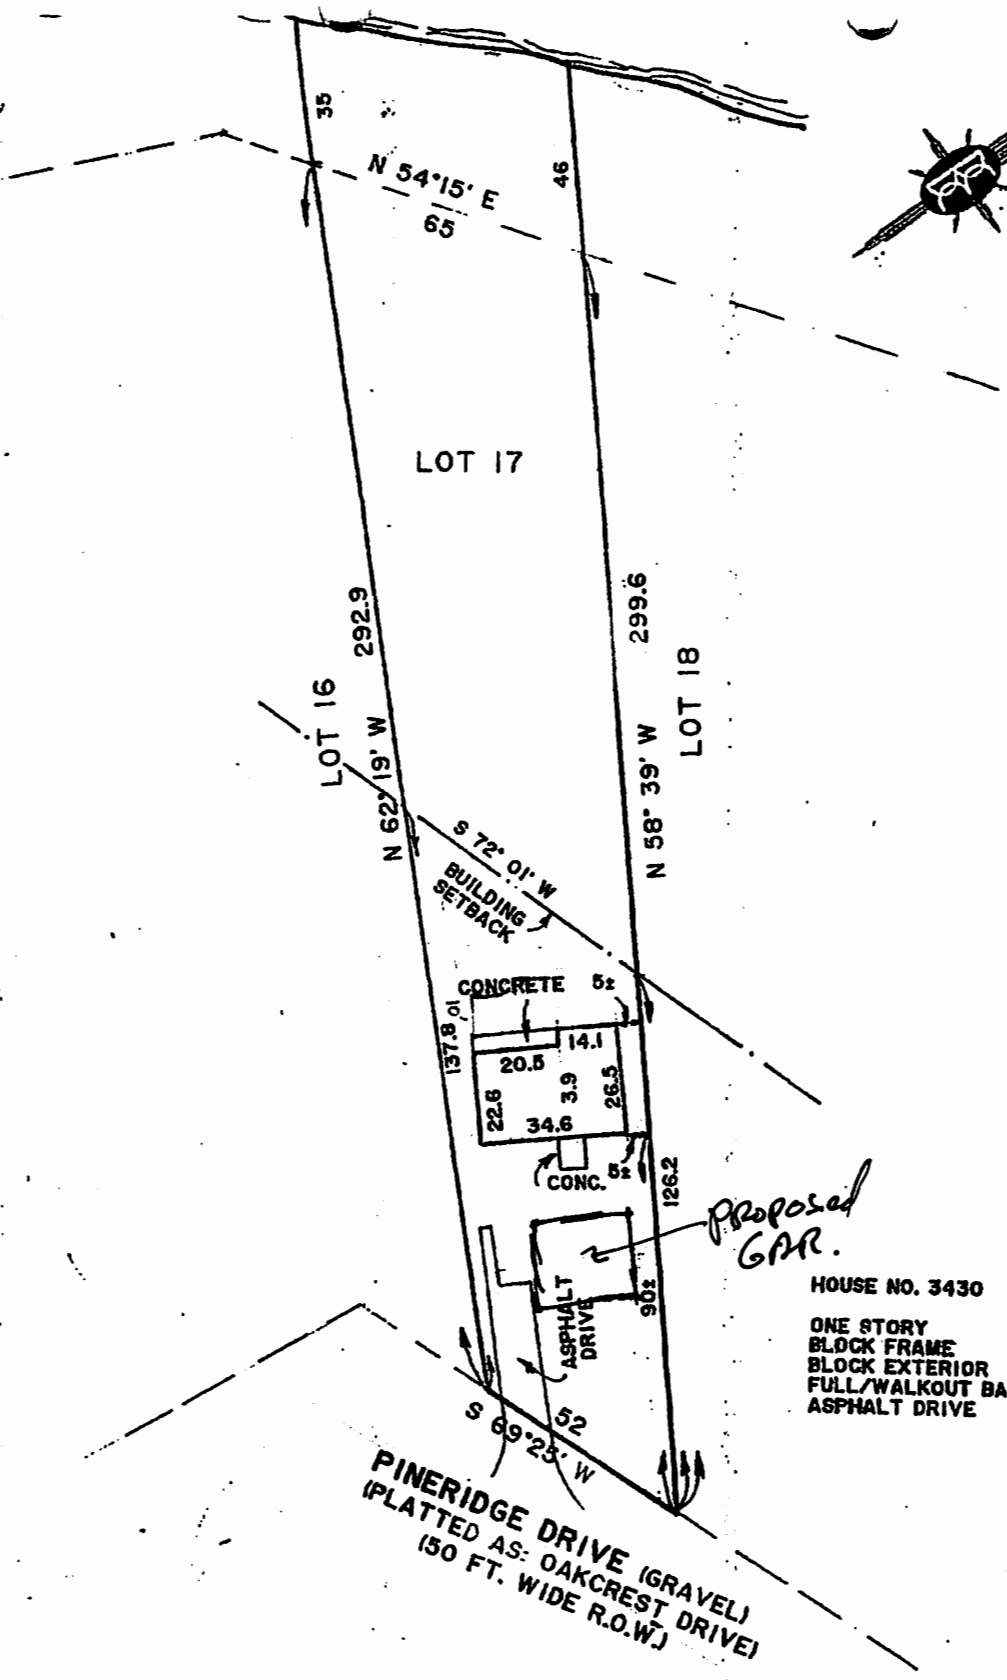 35
N 54°15' E
65
46
LOT 17
292.9
299.6
LOT 16
LOT 18
N 62° 19' W
N 58° 39' W
S 72° 01' W
BUILDING
SETBACK
CONCRETE
5±
137.8
10
20.5
14.1
22.6
3.9
26.5
34.6
CONC.
5±
126.2
PROPOSED
GAR.
ASPHALT
DRIVE
90±
HOUSE NO. 3430
ONE STORY
BLOCK FRAME
BLOCK EXTERIOR
FULL/WALKOUT BA
ASPHALT DRIVE
52
S 69°25' W
PINERIDGE DRIVE (GRAVEL)
(PLATTED AS: OAKCREST DRIVE)
(50 FT. WIDE R.O.W.)